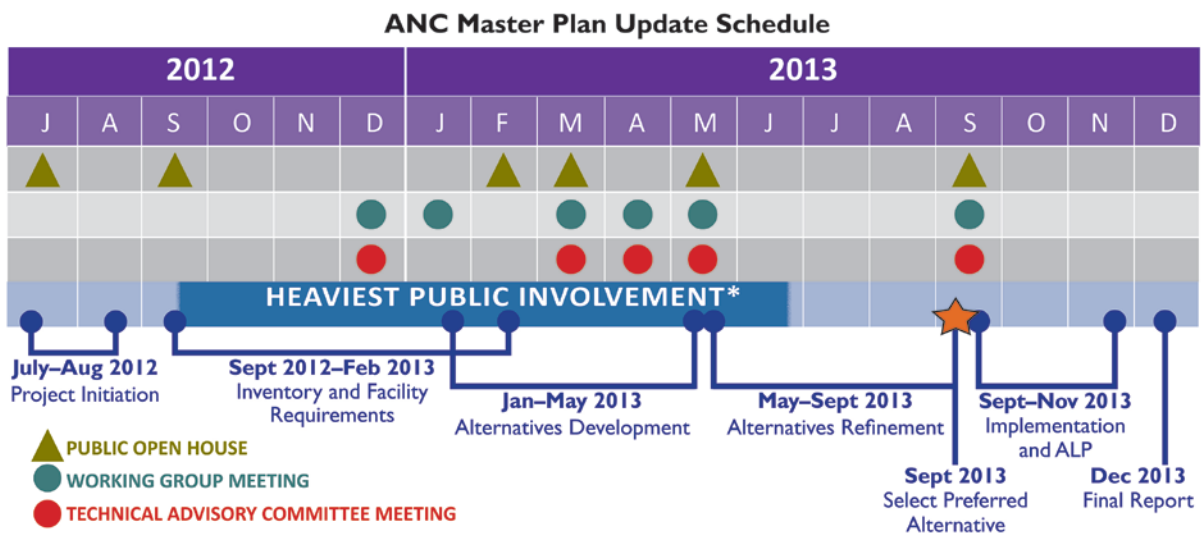 ANC Master Plan Update Schedule
2012 2013
J A S O N D J F M A M J J A S O N D
HEAVIEST PUBLIC INVOLVEMENT*
July–Aug 2012
Project Initiation
Sept 2012–Feb 2013
Inventory and Facility
Requirements
Jan–May 2013
Alternatives Development
May–Sept 2013
Alternatives Refinement
Sept–Nov 2013
Implementation
and ALP
Sept 2013
Select Preferred
Alternative
Dec 2013
Final Report
PUBLIC OPEN HOUSE
WORKING GROUP MEETING
TECHNICAL ADVISORY COMMITTEE MEETING